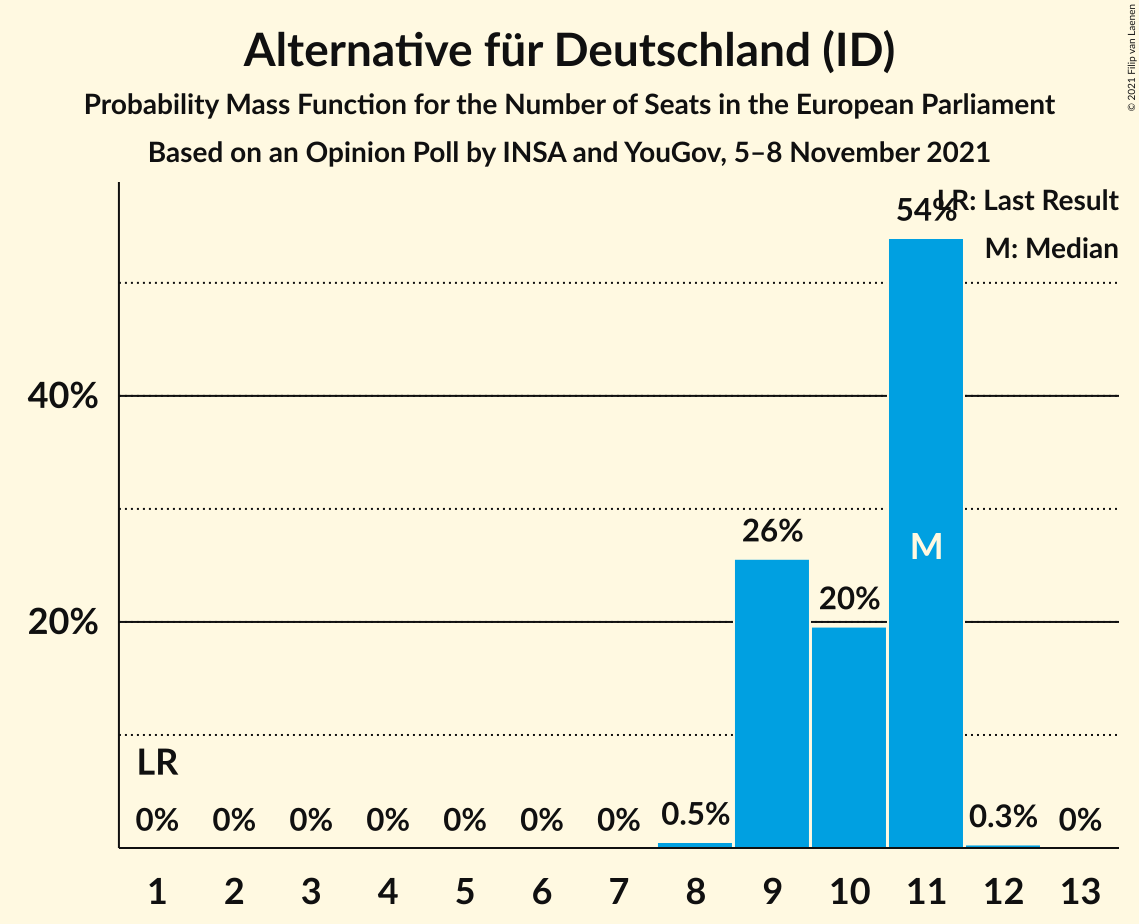 Alternative für Deutschland (ID)
Probability Mass Function for the Number of Seats in the European Parliament
Based on an Opinion Poll by INSA and YouGov, 5–8 November 2021
© 2021 Filip van Laenen
LR: Last Result
M: Median
54%
40%
26%
M
20%
20%
LR
0% 0% 0% 0% 0% 0% 0% 0.5% 0.3% 0%
1 2 3 4 5 6 7 8 9 10 11 12 13